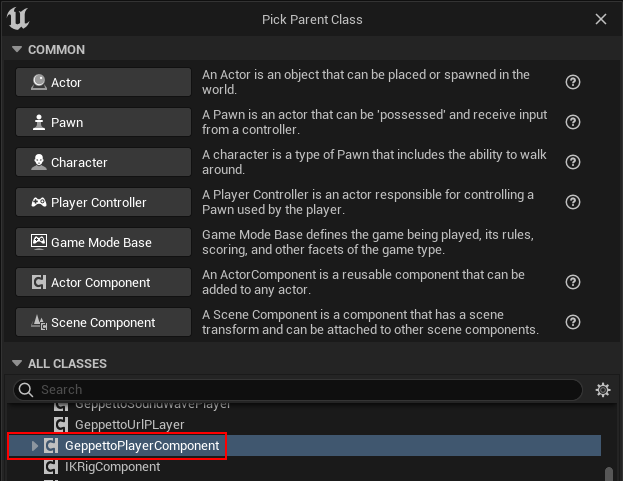 Pick Parent Class
COMMON
Actor
An Actor is an object that can be placed or spawned in the
world.
Pawn
A Pawn is an actor that can be 'possessed' and receive input
from a controller.
Character
A character is a type of Pawn that includes the ability to walk
around.
Player Controller
A Player Controller is an actor responsible for controlling a
Pawn used by the player.
Game Mode Base
Game Mode Base defines the game being played, its rules,
scoring, and other facets of the game type.
Actor Component
An ActorComponent is a reusable component that can be
added to any actor.
Scene Component
A Scene Component is a component that has a scene
transform and can be attached to other scene components.
ALL CLASSES
Search
GeppettoSoundWavePlayer
GeppettoUrlPLayer
GeppettoPlayerComponent
IKRigComponent